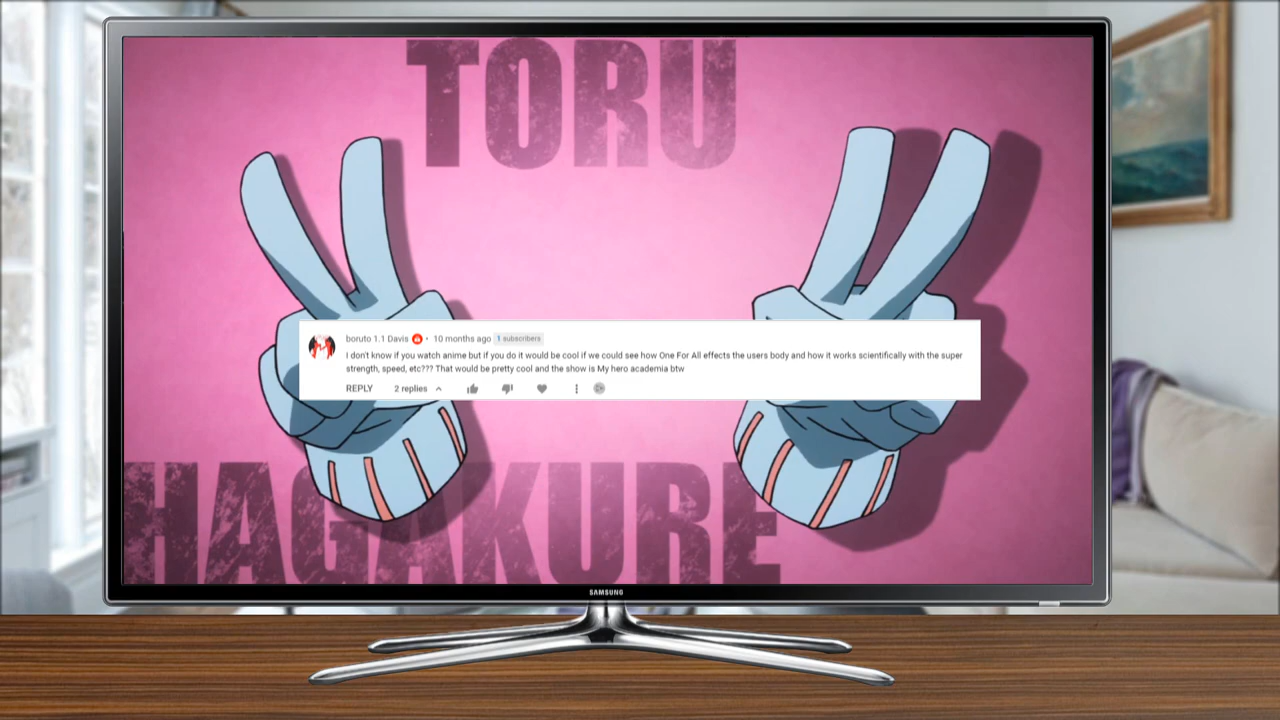 TORU
boruto 1.1 Davis • 10 months ago 1 subscribers
I don't know if you watch anime but if you do it would be cool if we could see how One For All effects the users body and how it works scientifically with the super
strength, speed, etc??? That would be pretty cool and the show is My hero academia btw
REPLY 2 replies
HAGAKURE
SAMSUNG